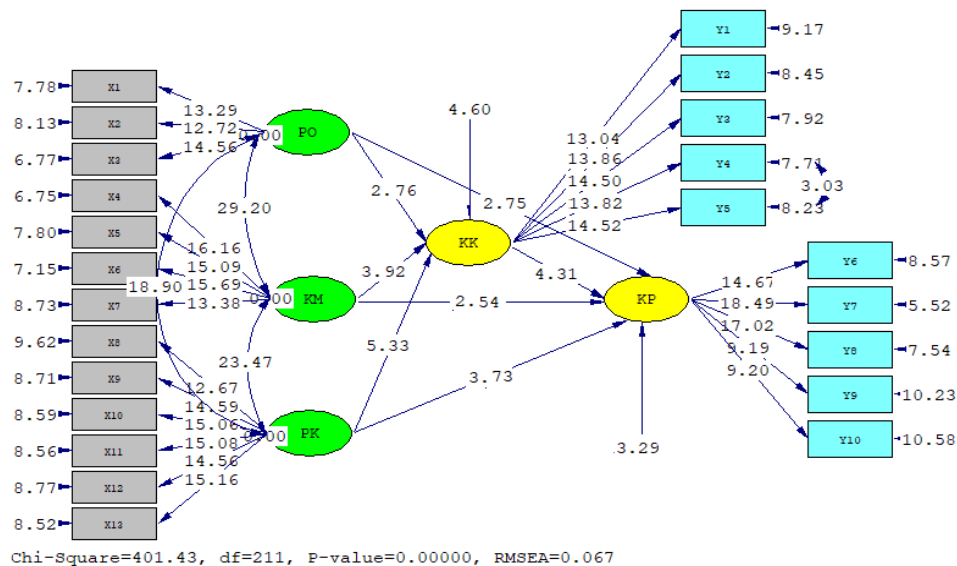 Y1
9.17
7.78
X1
Y2
8.45
13.29
4.60
8.13
X2
12.72
0.00
PO
Y3
7.92
13.04
6.77
X3
14.56
13.86
Y4
7.71
14.50
2.76
3.03
6.75
X4
13.82
2.75
29.20
14.52
Y5
8.23
7.80
X5
16.16
KK
15.09
Y6
8.57
7.15
X6
15.69
3.92
4.31
14.67
18.90
13.38
0.00
KM
2.54
KP
18.49
Y7
5.52
8.73
X7
17.02
9.62
X8
5.33
9.19
Y8
7.54
23.47
9.20
8.71
X9
12.67
3.73
14.59
Y9
10.23
8.59
X10
15.06
0.00
PK
15.08
3.29
Y10
10.58
8.56
X11
14.56
15.16
8.77
X12
8.52
X13
Chi-Square=401.43, df=211, P-value=0.00000, RMSEA=0.067